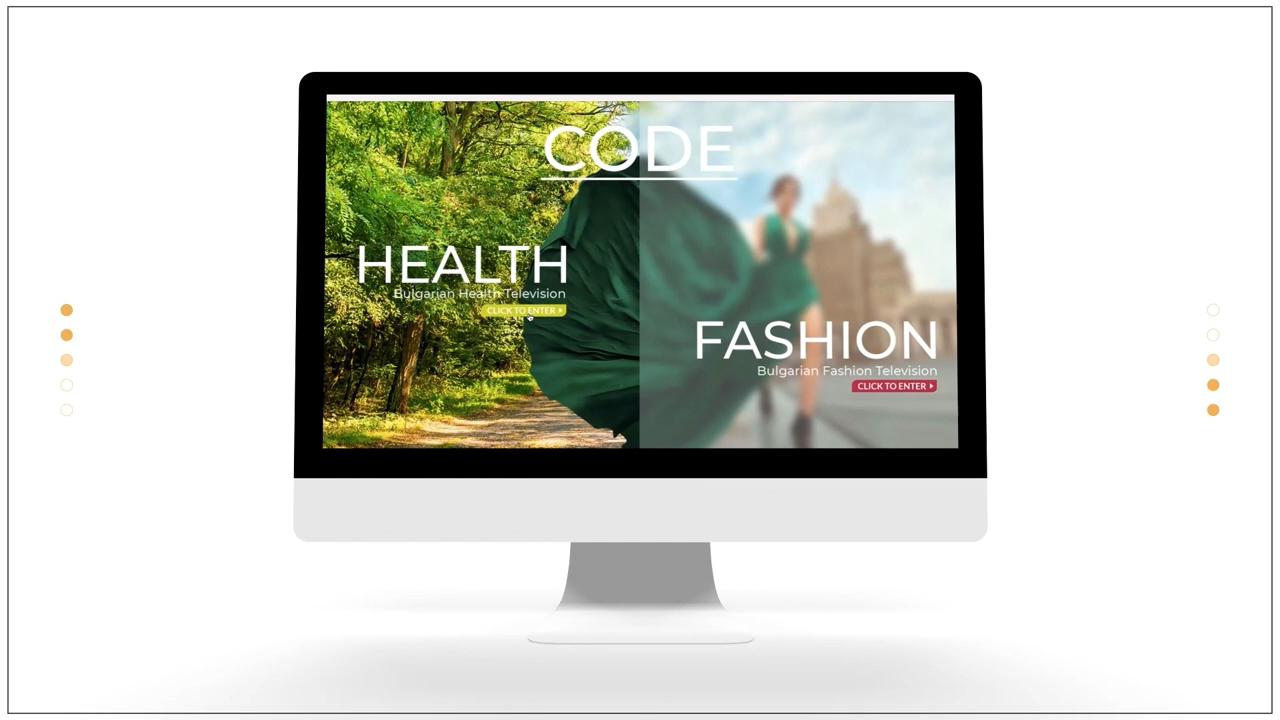 CODE
HEALTH
Bulgarian Health Television
CLICK TO ENTER
FASHION
Bulgarian Fashion Television
CLICK TO ENTER